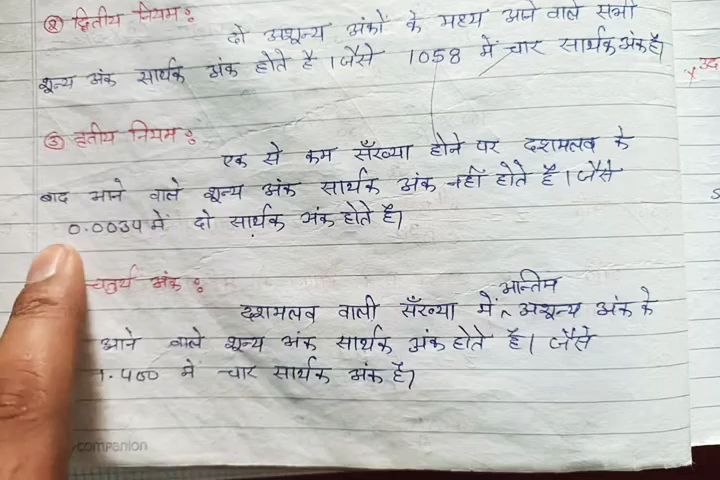 ② द्वितीय नियम :
दो अशून्य अंकों के मध्य आने वाले सभी
शून्य अंक सार्थक अंक होते है । जैसे 1058 में चार सार्थक अंक है।
③ तृतीय नियम :
एक से कम सँख्या होने पर दशमलव के
बाद आने वाले शून्य अंक सार्थक अंक नहीं होते है । जैसे
0.0034 में दो सार्थक अंक होते है।
चतुर्थ अंक :
दशमलव वाली सँख्या में अन्तिम अशून्य अंक के
आने वाले शून्य अंक सार्थक अंक होते है। जैसे
1.400 में चार सार्थक अंक है।
companion